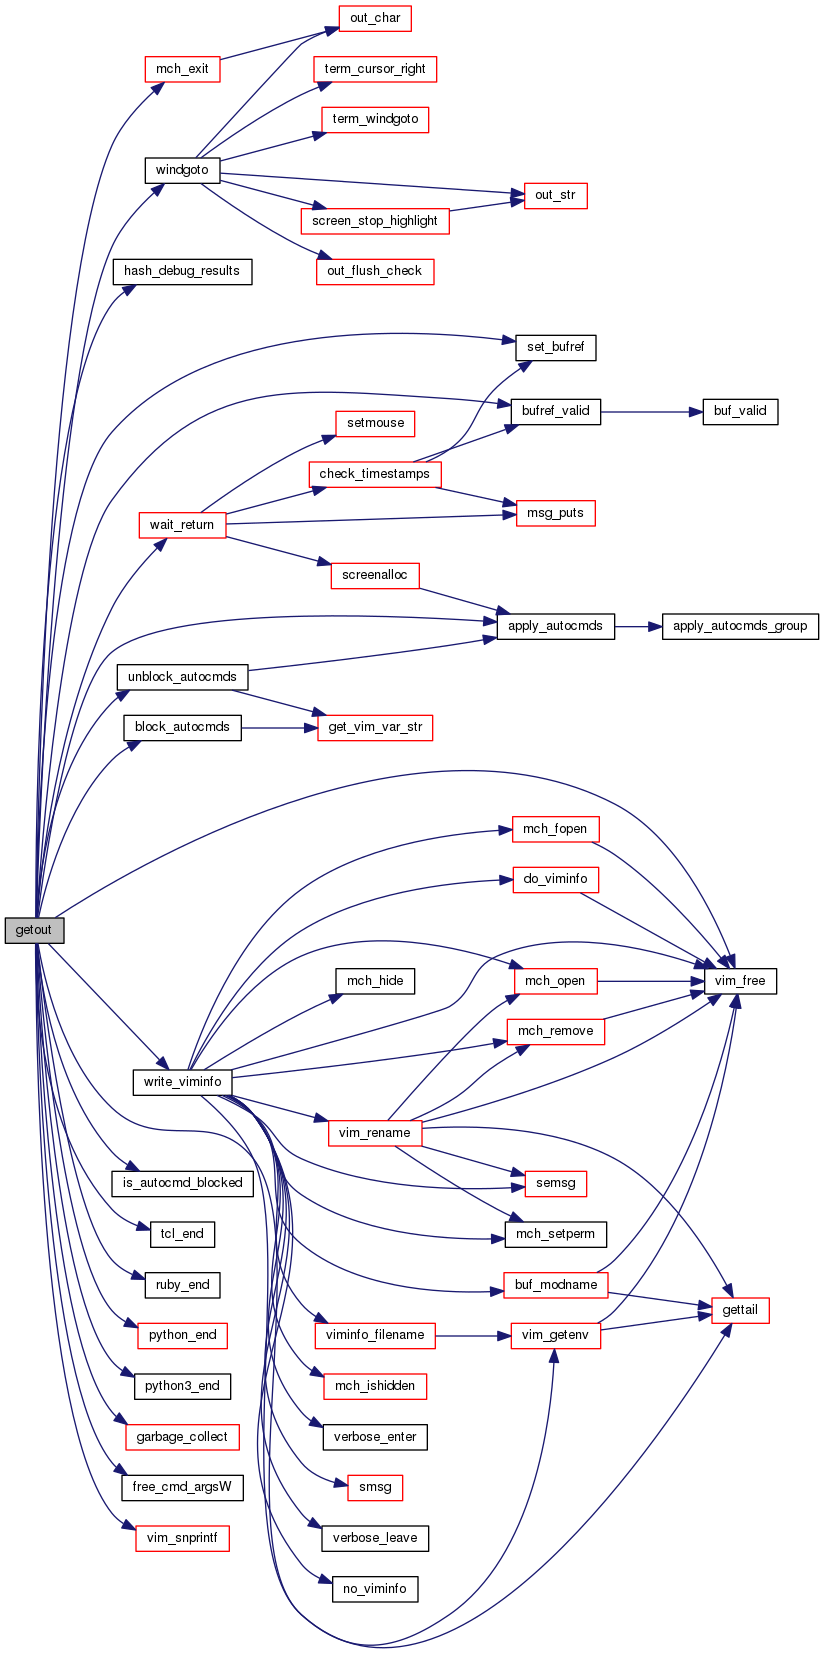 out_char
mch_exit
term_cursor_right
term_windgoto
windgoto
out_str
screen_stop_highlight
hash_debug_results
out_flush_check
set_bufref
bufref_valid
buf_valid
setmouse
check_timestamps
msg_puts
wait_return
screenalloc
apply_autocmds
apply_autocmds_group
unblock_autocmds
block_autocmds
get_vim_var_str
mch_fopen
do_viminfo
getout
mch_hide
mch_open
vim_free
mch_remove
write_viminfo
vim_rename
is_autocmd_blocked
semsg
tcl_end
mch_setperm
ruby_end
buf_modname
gettail
python_end
viminfo_filename
vim_getenv
python3_end
mch_ishidden
garbage_collect
verbose_enter
free_cmd_argsW
smsg
vim_snprintf
verbose_leave
no_viminfo